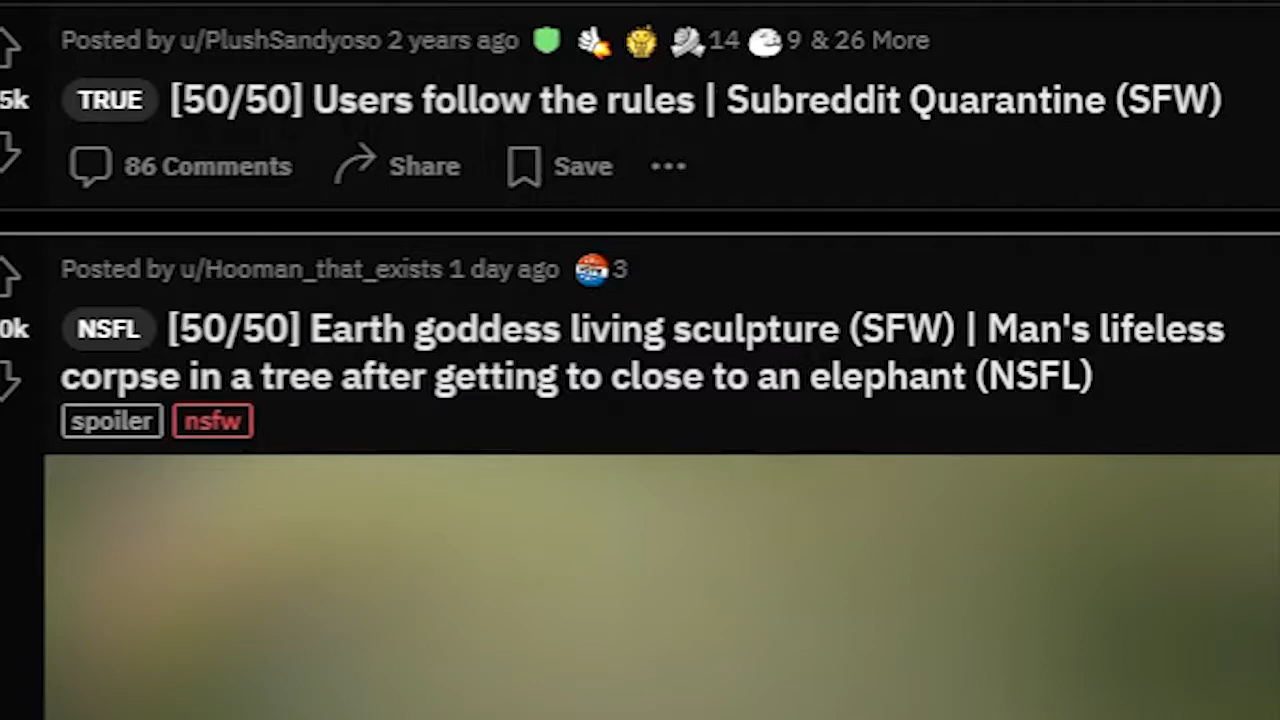 Posted by u/PlushSandyoso 2 years ago 14 9 & 26 More
5k TRUE [50/50] Users follow the rules | Subreddit Quarantine (SFW)
86 Comments Share Save
Posted by u/Hooman_that_exists 1 day ago 3
0k NSFL [50/50] Earth goddess living sculpture (SFW) | Man's lifeless
corpse in a tree after getting to close to an elephant (NSFL)
spoiler nsfw